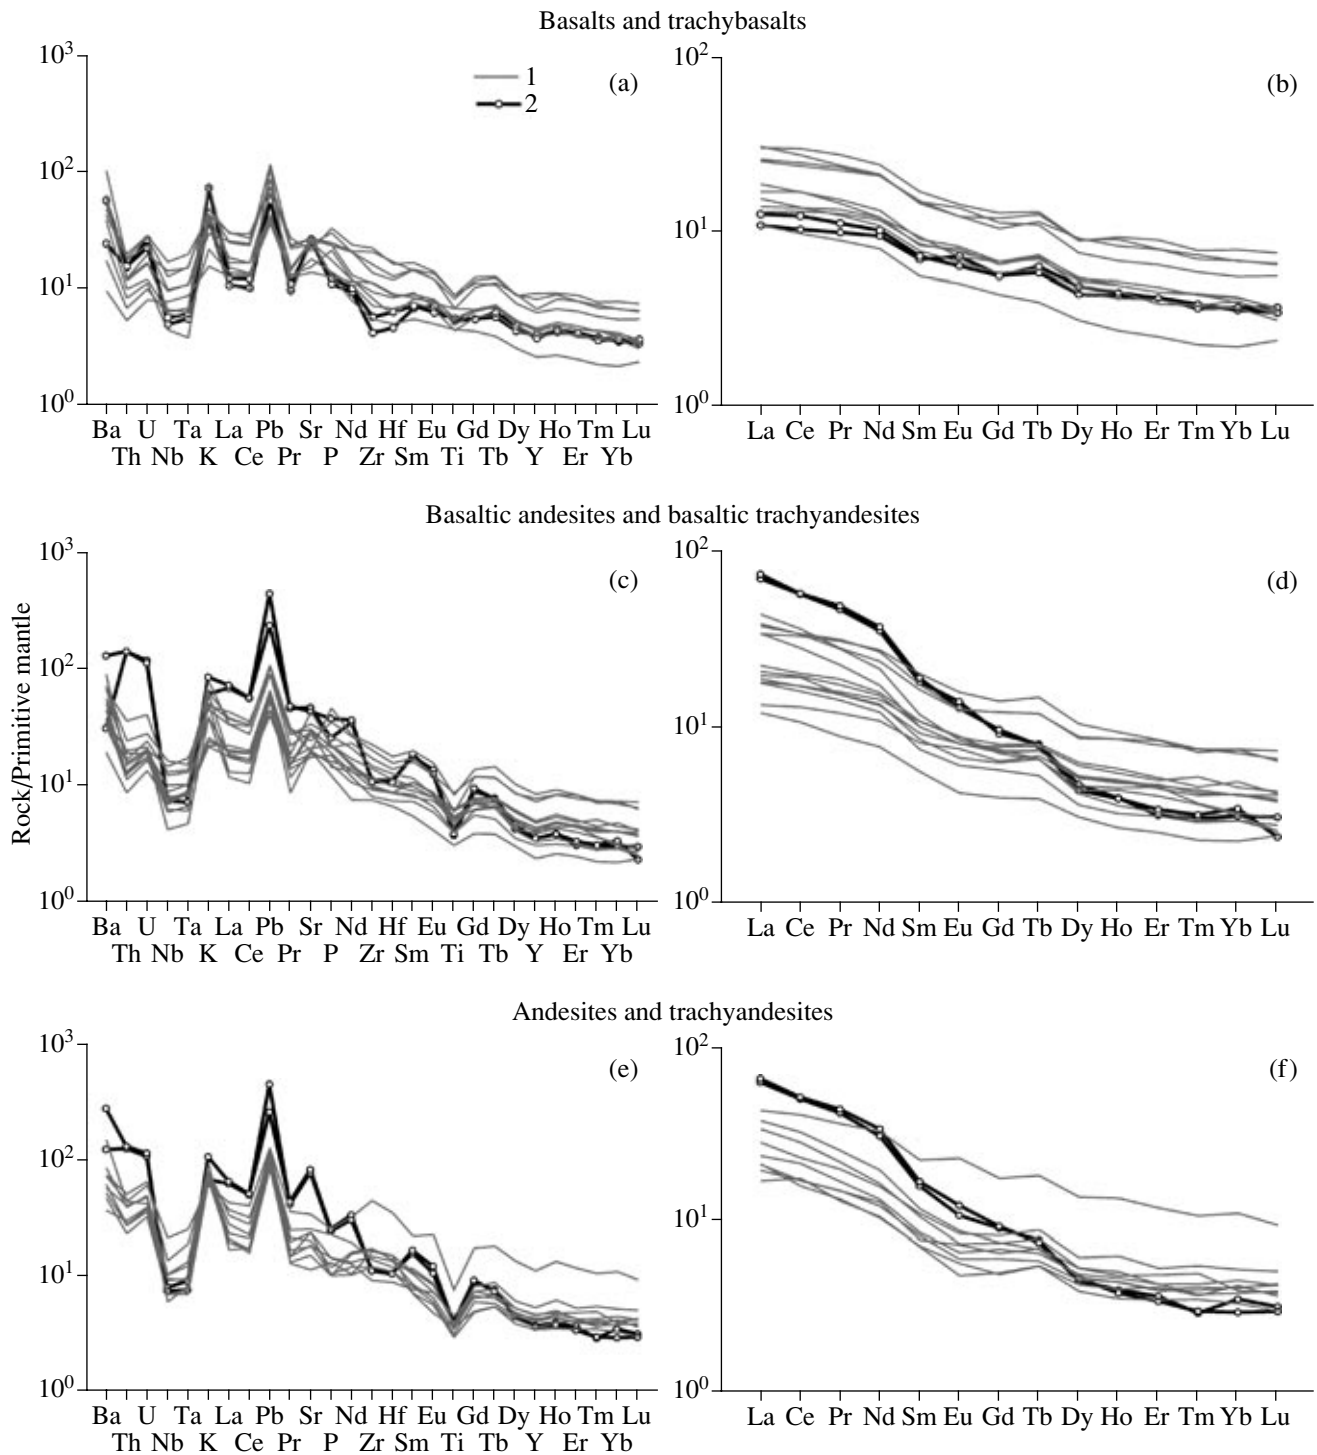 Basalts and trachybasalts
10³
10²
10¹
10⁰
1
2
(a)
Ba U Ta La Pb Sr Nd Hf Eu Gd Dy Ho Tm Lu
Th Nb K Ce Pr P Zr Sm Ti Tb Y Er Yb
10²
10¹
10⁰
(b)
La Ce Pr Nd Sm Eu Gd Tb Dy Ho Er Tm Yb Lu
Basaltic andesites and basaltic trachyandesites
Rock/Primitive mantle
10³
10²
10¹
10⁰
(c)
Ba U Ta La Pb Sr Nd Hf Eu Gd Dy Ho Tm Lu
Th Nb K Ce Pr P Zr Sm Ti Tb Y Er Yb
10²
10¹
10⁰
(d)
La Ce Pr Nd Sm Eu Gd Tb Dy Ho Er Tm Yb Lu
Andesites and trachyandesites
10³
10²
10¹
10⁰
(e)
Ba U Ta La Pb Sr Nd Hf Eu Gd Dy Ho Tm Lu
Th Nb K Ce Pr P Zr Sm Ti Tb Y Er Yb
10²
10¹
10⁰
(f)
La Ce Pr Nd Sm Eu Gd Tb Dy Ho Er Tm Yb Lu